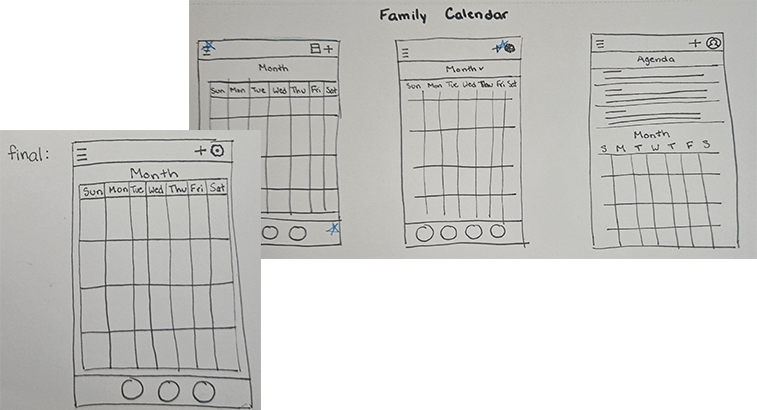 Family Calendar
Month
Sun Mon Tue Wed Thu Fri Sat
Month
Sun Mon Tue Wed Thu Fri Sat
Agenda
Month
S M T W T F S
final:
Month
Sun Mon Tue Wed Thu Fri Sat